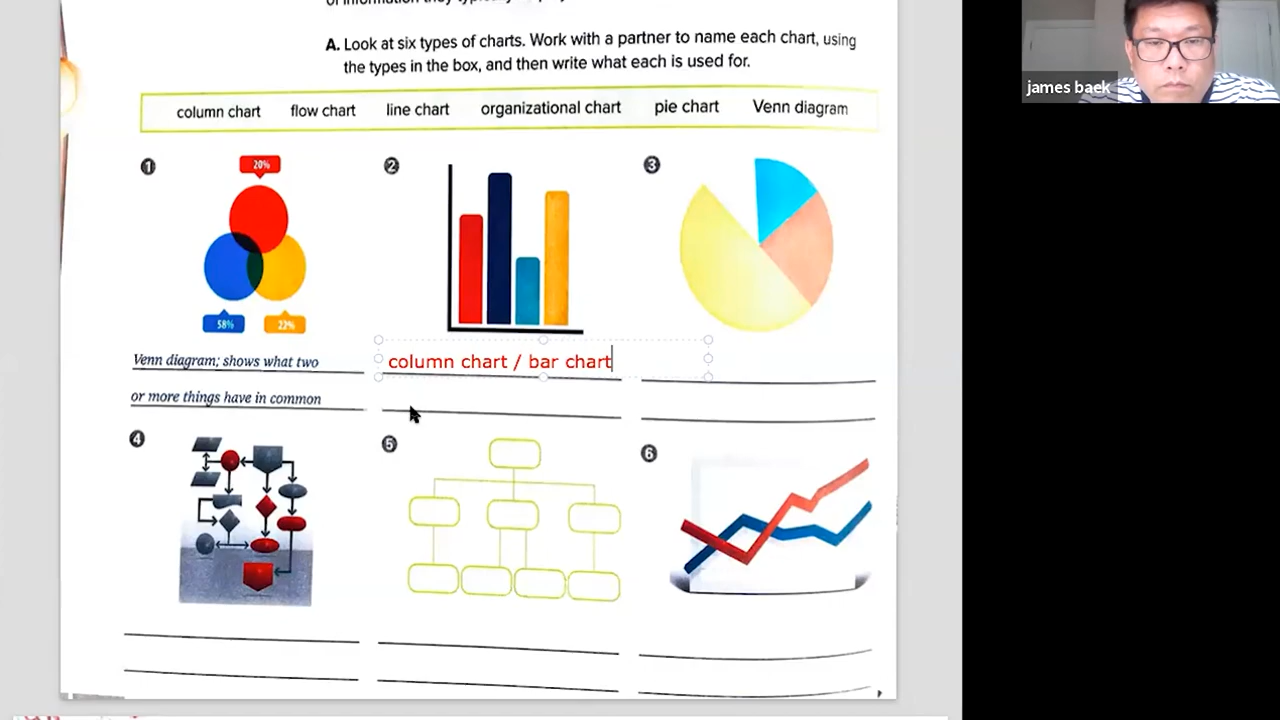 A. Look at six types of charts. Work with a partner to name each chart, using
the types in the box, and then write what each is used for.
james baek
column chart flow chart line chart organizational chart pie chart Venn diagram
1 2 3
20%
58% 22%
Venn diagram; shows what two
or more things have in common
column chart / bar chart
4 5 6